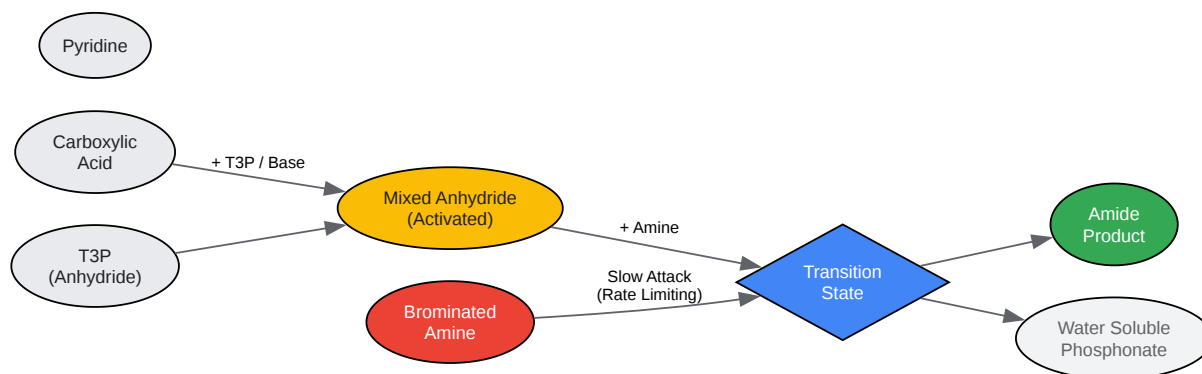 Pyridine
Carboxylic
Acid
+ T3P / Base
T3P
(Anhydride)
Mixed Anhydride
(Activated)
+ Amine
Slow Attack
(Rate Limiting)
Brominated
Amine
Transition
State
Amide
Product
Water Soluble
Phosphonate